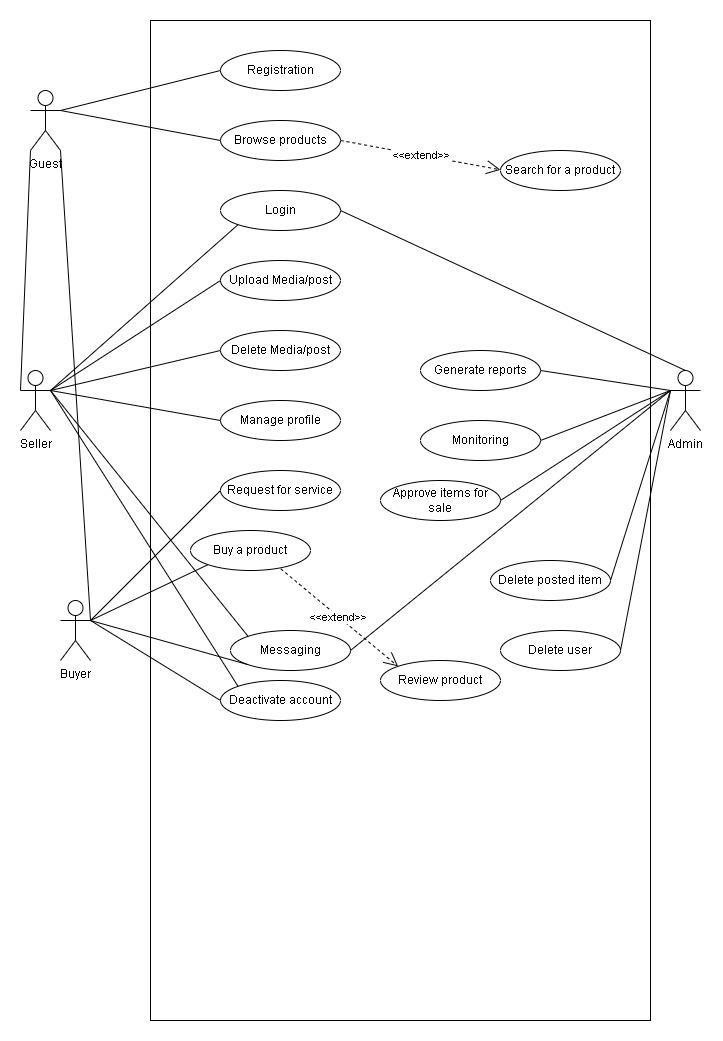 Registration
Browse products
<<extend>>
Guest
Search for a product
Login
Upload Media/post
Delete Media/post
Generate reports
Seller
Manage profile
Monitoring
Admin
Request for service
Approve items for
sale
Buy a product
Delete posted item
<<extend>>
Messaging
Delete user
Buyer
Review product
Deactivate account